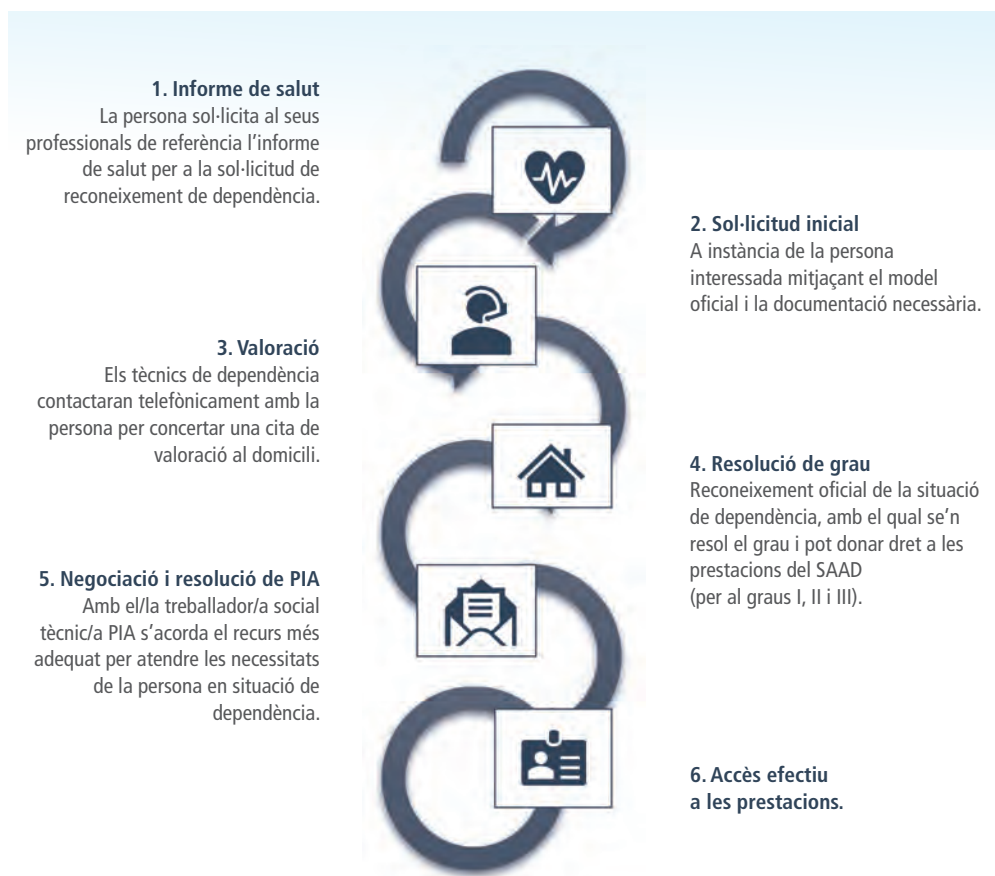 1. Informe de salut
La persona sol·licita al seus
professionals de referència l’informe
de salut per a la sol·licitud de
reconeixement de dependència.
2. Sol·licitud inicial
A instància de la persona
interessada mitjaçant el model
oficial i la documentació necessària.
3. Valoració
Els tècnics de dependència
contactaran telefònicament amb la
persona per concertar una cita de
valoració al domicili.
4. Resolució de grau
Reconeixement oficial de la situació
de dependència, amb el qual se’n
resol el grau i pot donar dret a les
prestacions del SAAD
(per al graus I, II i III).
5. Negociació i resolució de PIA
Amb el/la treballador/a social
tècnic/a PIA s’acorda el recurs més
adequat per atendre les necessitats
de la persona en situació de
dependència.
6. Accès efectiu
a les prestacions.